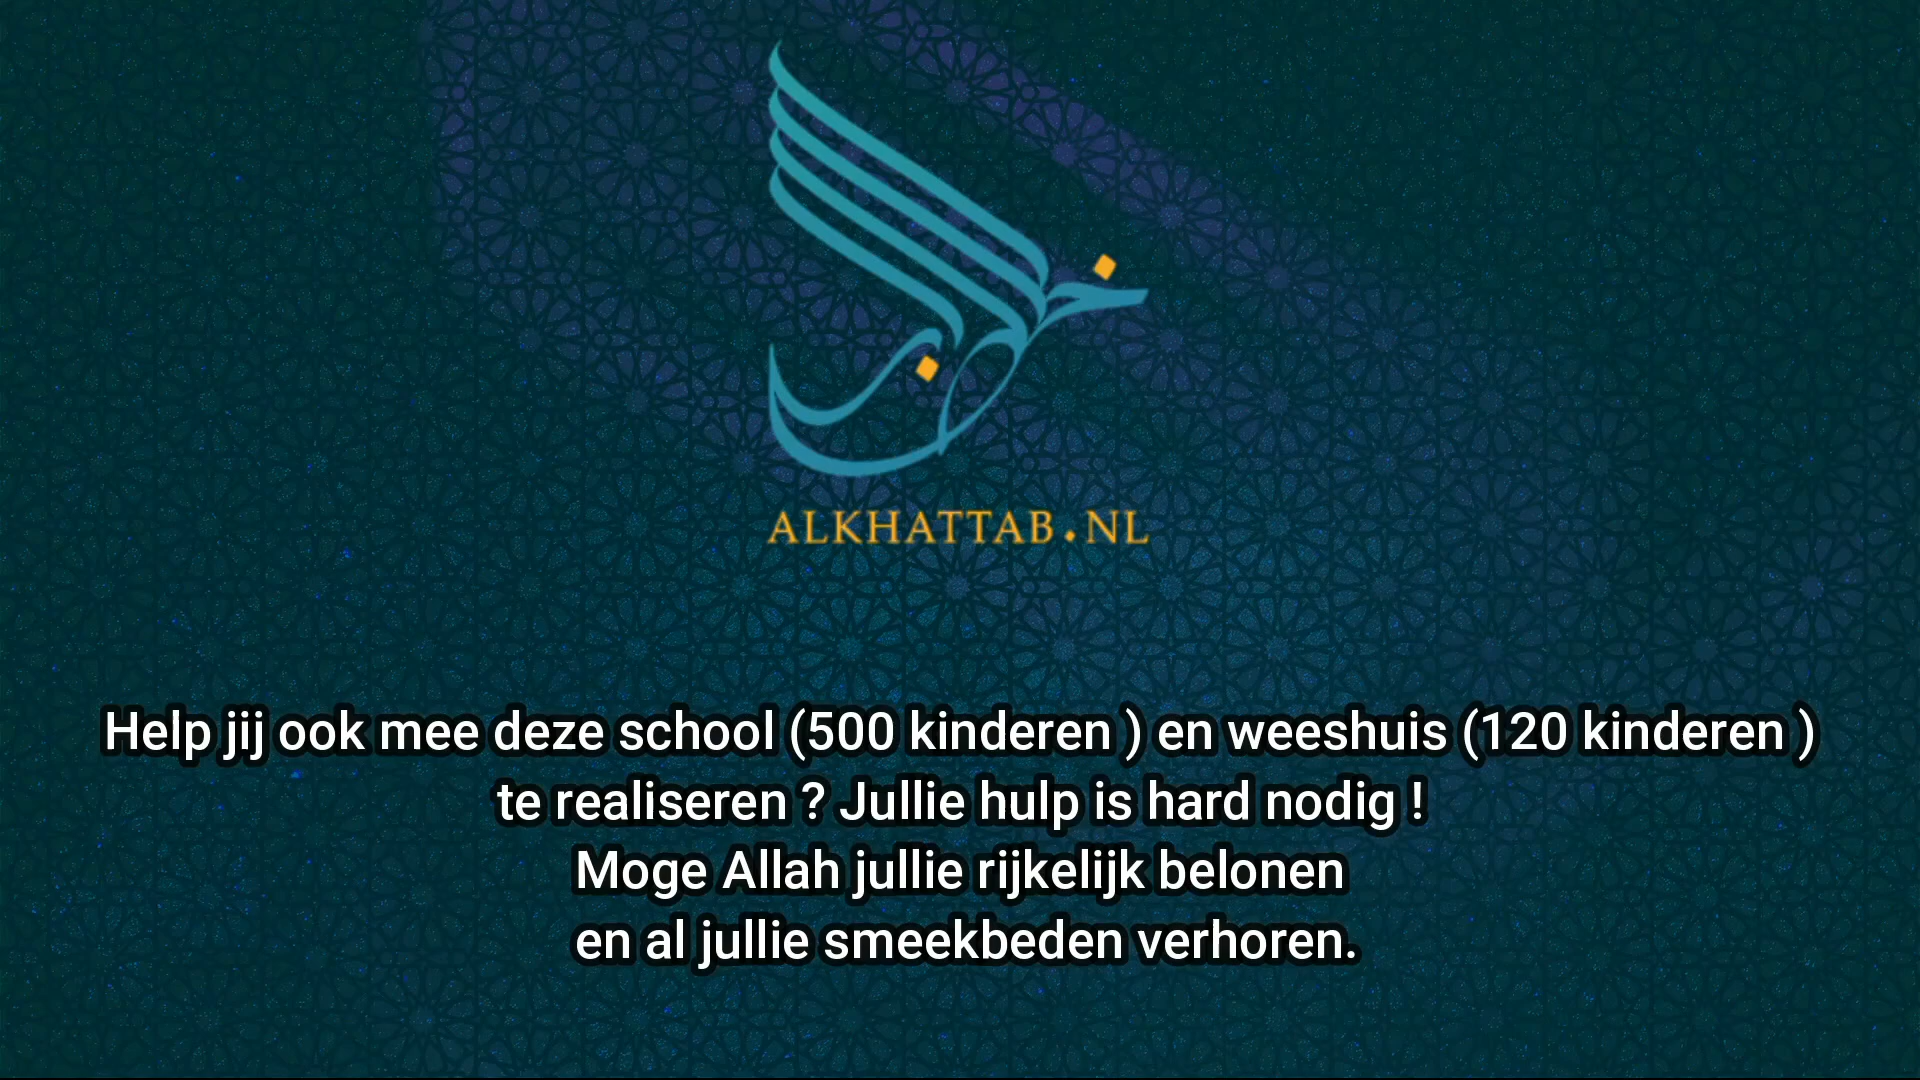 ALKHATTAB.NL
Help jij ook mee deze school (500 kinderen ) en weeshuis (120 kinderen )
te realiseren ? Jullie hulp is hard nodig !
Moge Allah jullie rijkelijk belonen
en al jullie smeekbeden verhoren.